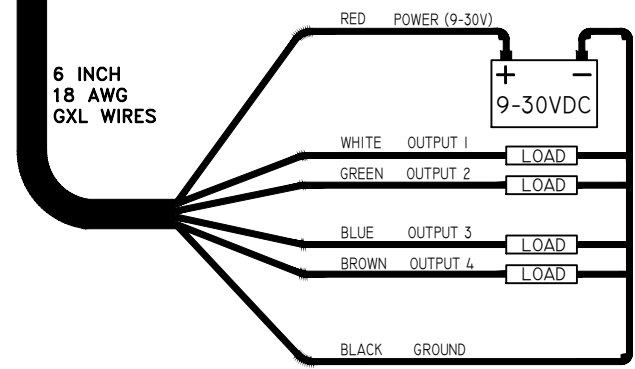 RED POWER (9-30V)
6 INCH
18 AWG
GXL WIRES
+ −
9-30VDC
WHITE OUTPUT 1 LOAD
GREEN OUTPUT 2 LOAD
BLUE OUTPUT 3 LOAD
BROWN OUTPUT 4 LOAD
BLACK GROUND